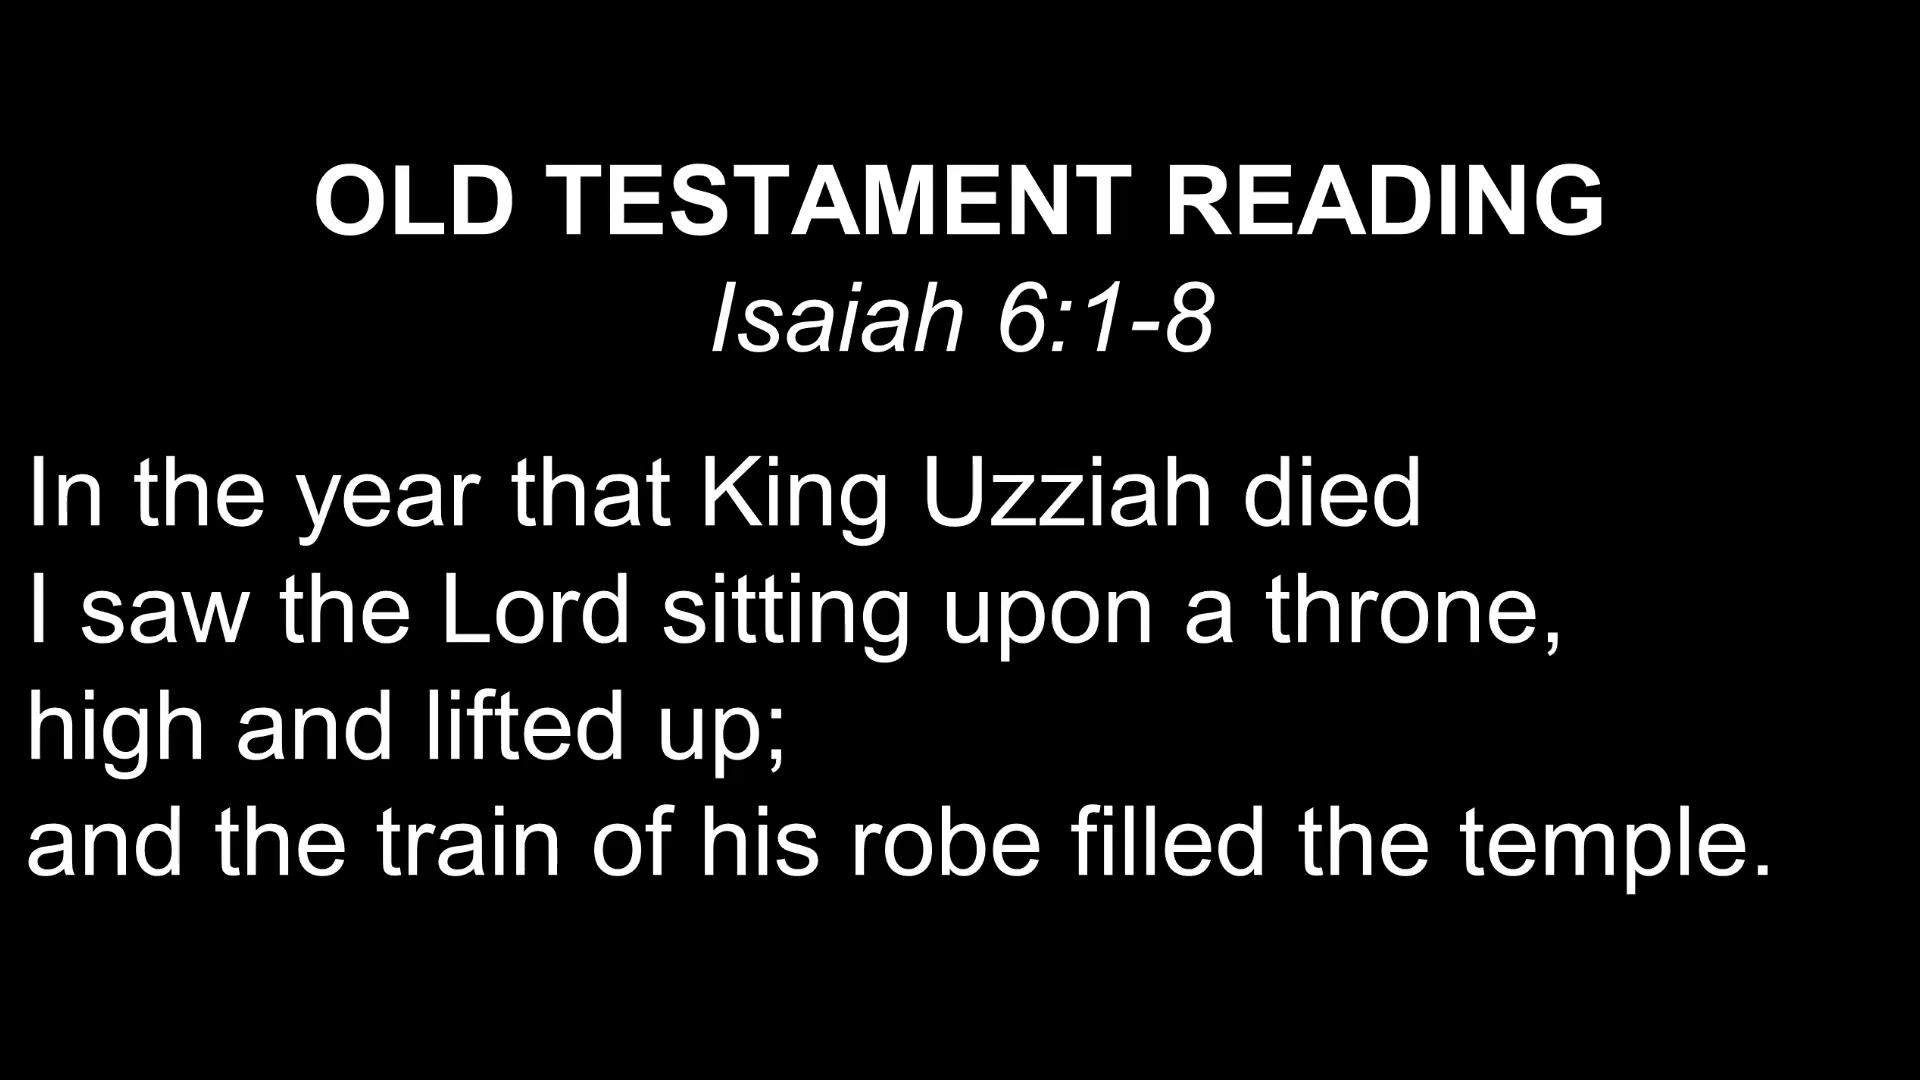 OLD TESTAMENT READING
Isaiah 6:1-8
In the year that King Uzziah died
I saw the Lord sitting upon a throne,
high and lifted up;
and the train of his robe filled the temple.